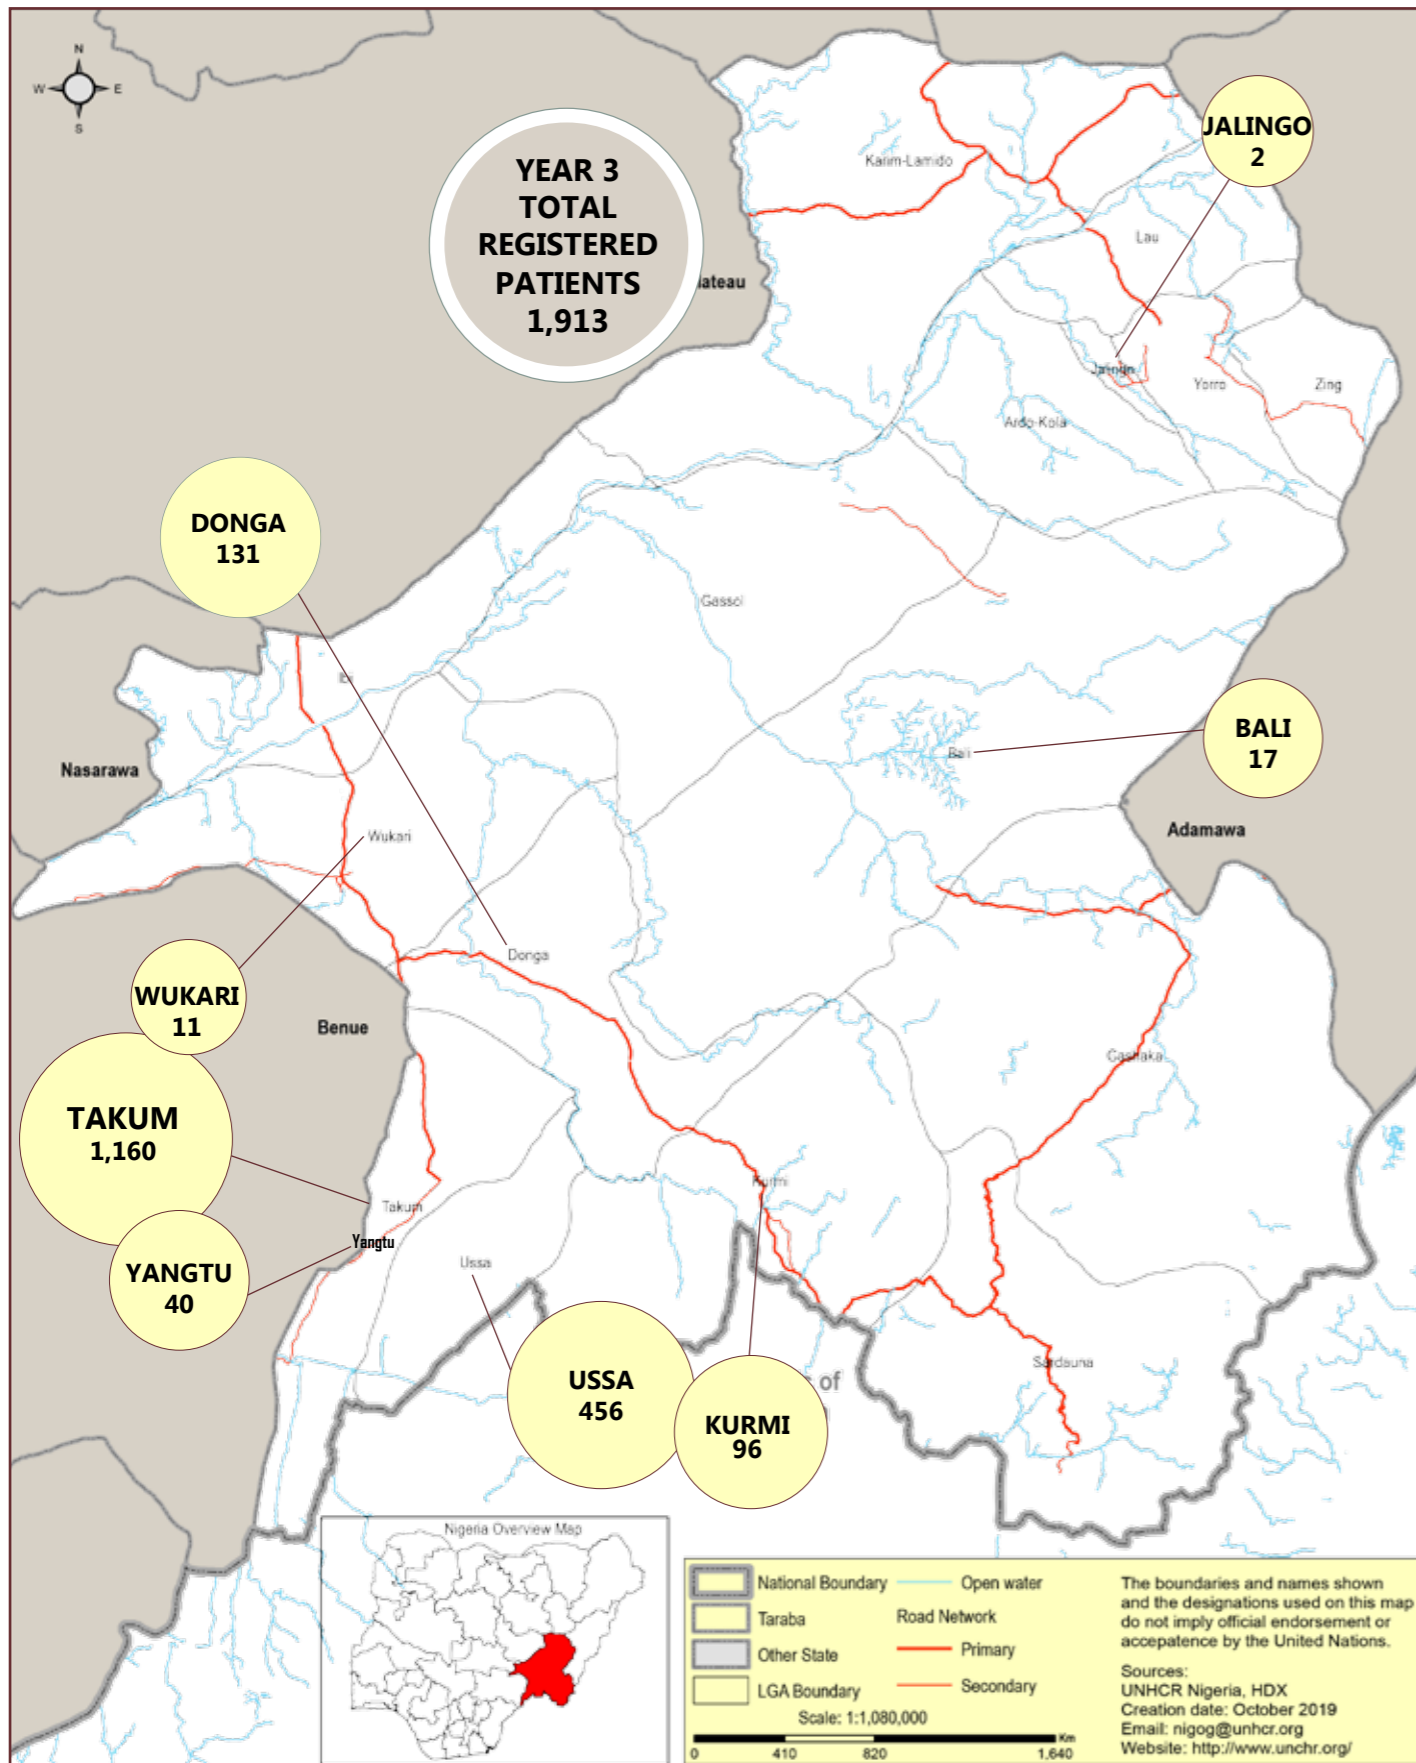 N
W E
S
YEAR 3
TOTAL
REGISTERED
PATIENTS
1,913
JALINGO
2
Karim-Lamido
Lau
ateau
Jalingo
Yorro
Zing
Ardo-Kola
DONGA
131
Gassol
Ibi
Nasarawa
BALI
17
Bali
Adamawa
Wukari
Donga
WUKARI
11
Benue
Gashaka
TAKUM
1,160
Kurmi
Takum
Yangtu
Ussa
YANGTU
40
USSA
456
Sardauna
of
KURMI
96
Nigeria Overview Map
National Boundary
Taraba
Other State
LGA Boundary
Open water
Road Network
Primary
Secondary
Scale: 1:1,080,000
Km
0 410 820 1,640
The boundaries and names shown
and the designations used on this map
do not imply official endorsement or
accepatence by the United Nations.
Sources:
UNHCR Nigeria, HDX
Creation date: October 2019
Email: nigog@unhcr.org
Website: http://www.unchr.org/